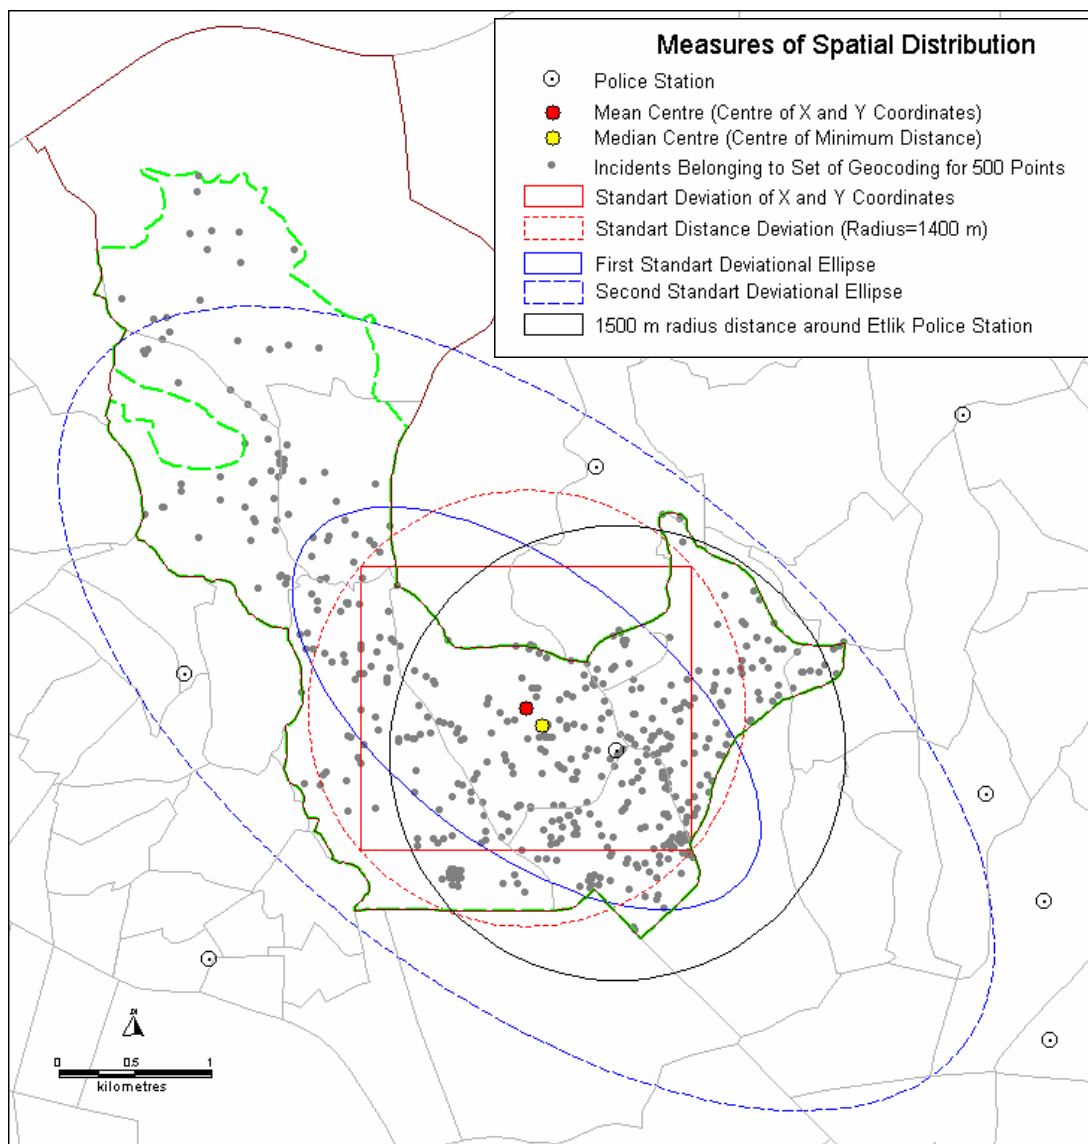 Measures of Spatial Distribution
Police Station
Mean Centre (Centre of X and Y Coordinates)
Median Centre (Centre of Minimum Distance)
Incidents Belonging to Set of Geocoding for 500 Points
Standart Deviation of X and Y Coordinates
Standart Distance Deviation (Radius=1400 m)
First Standart Deviational Ellipse
Second Standart Deviational Ellipse
1500 m radius distance around Etlik Police Station
0 0.5 1
kilometres